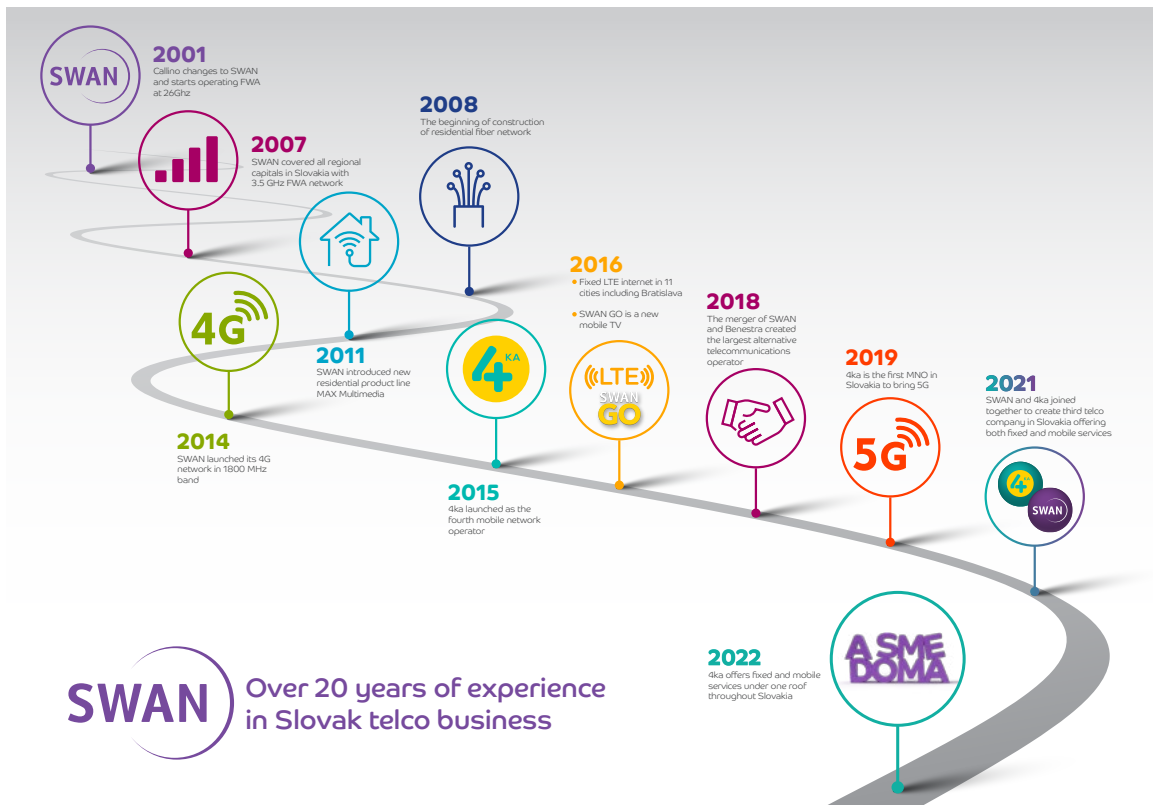 SWAN
2001
Callino changes to SWAN
and starts operating FWA
at 26Ghz
2007
SWAN covered all regional
capitals in Slovakia with
3.5 GHz FWA network
2008
The beginning of construction
of residential fiber network
2011
SWAN introduced new
residential product line
MAX Multimedia
4G
2014
SWAN launched its 4G
network in 1800 MHz
band
4 KA
2015
4ka launched as the
fourth mobile network
operator
2016
• Fixed LTE internet in 11
cities including Bratislava
• SWAN GO is a new
mobile TV
LTE
SWAN
GO
2018
The merger of SWAN
and Benestra created
the largest alternative
telecommunications
operator
2019
4ka is the first MNO in
Slovakia to bring 5G
5G
2021
SWAN and 4ka joined
together to create third telco
company in Slovakia offering
both fixed and mobile services
4 KA
SWAN
2022
4ka offers fixed and mobile
services under one roof
throughout Slovakia
A SME
DOMA
SWAN
Over 20 years of experience
in Slovak telco business